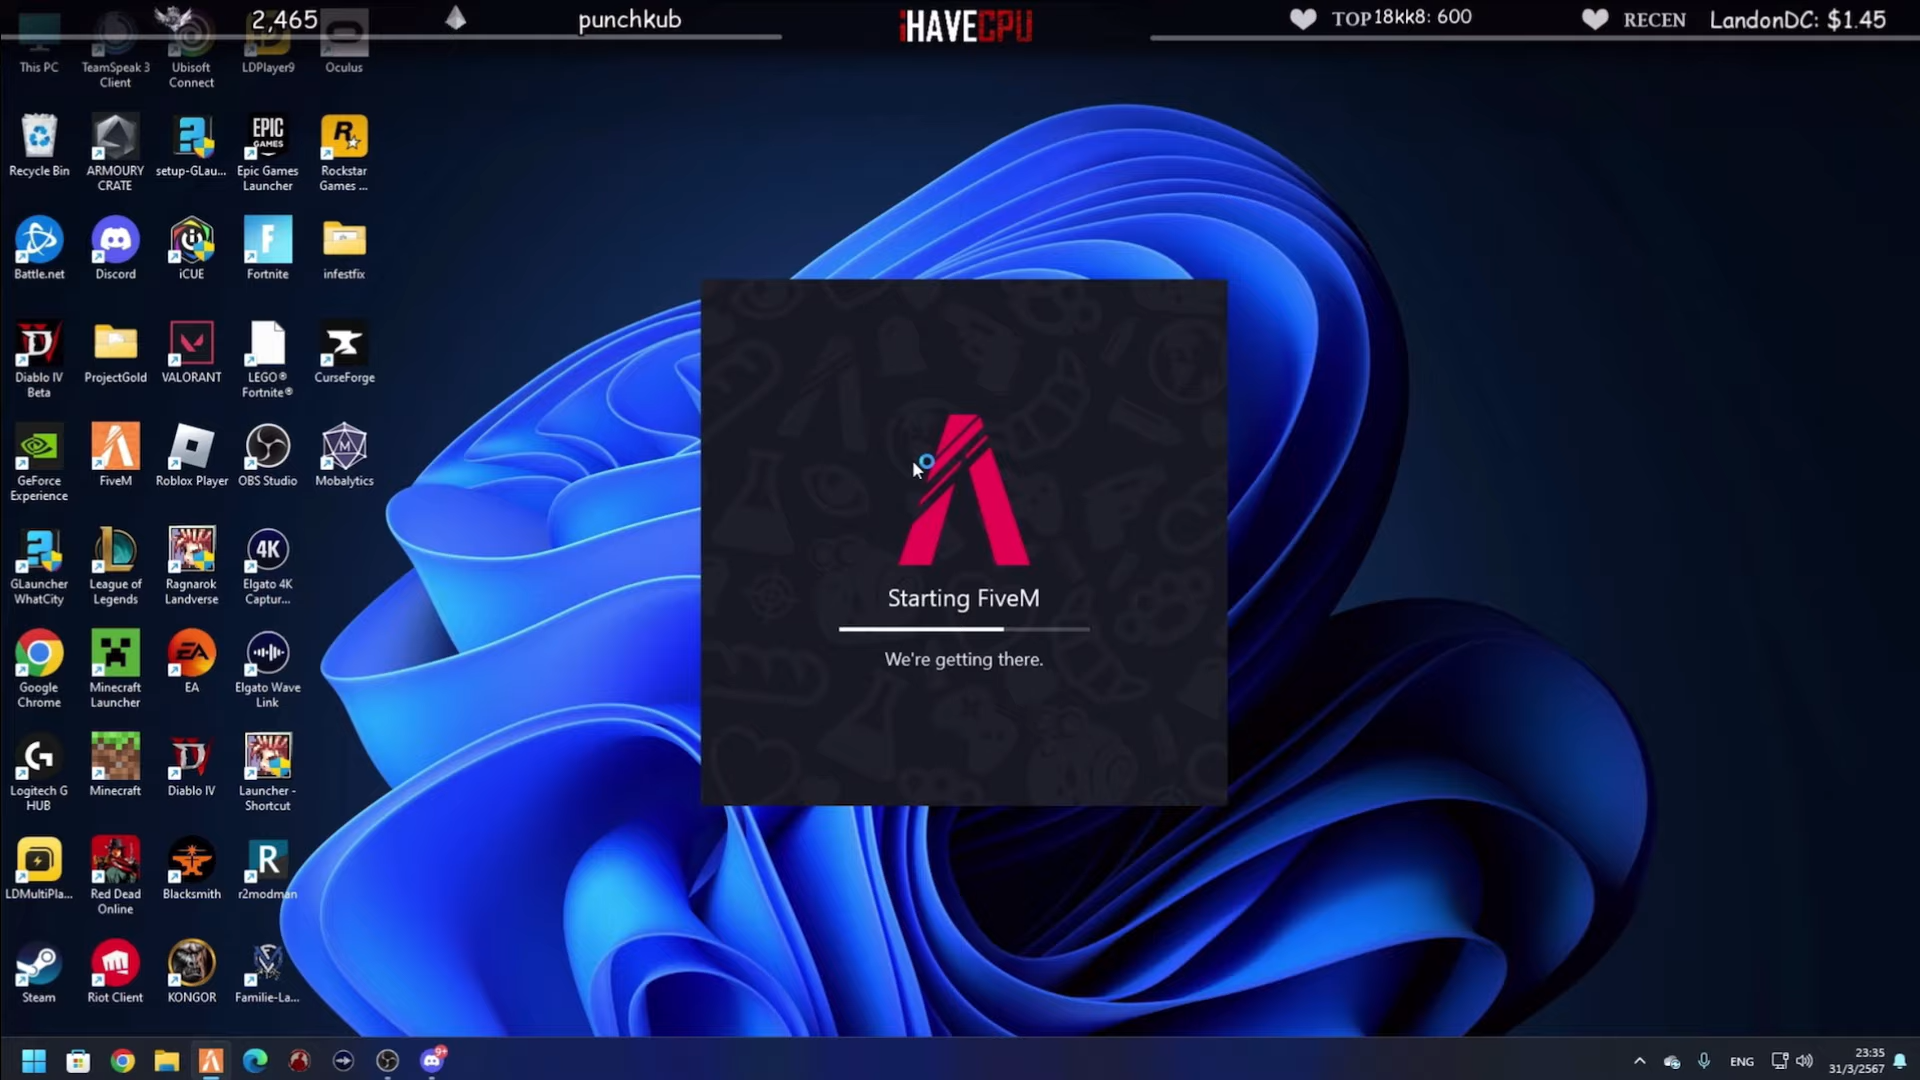 2,465
punchkub
iHAVECPU
TOP 18kk8: 600
RECEN LandonDC: $1.45
This PC
TeamSpeak 3
Client
Ubisoft
Connect
LDPlayer9
Oculus
EPIC
GAMES
Recycle Bin
ARMOURY
CRATE
setup-GLau...
Epic Games
Launcher
Rockstar
Games ...
Battle.net
Discord
iCUE
Fortnite
infestfix
Diablo IV
Beta
ProjectGold
VALORANT
LEGO®
Fortnite®
CurseForge
GeForce
Experience
FiveM
Roblox Player
OBS Studio
Mobalytics
4K
GLauncher
WhatCity
League of
Legends
Ragnarok
Landverse
Elgato 4K
Captur...
Google
Chrome
Minecraft
Launcher
EA
Elgato Wave
Link
Logitech G
HUB
Minecraft
Diablo IV
Launcher -
Shortcut
LDMultiPla...
Red Dead
Online
Blacksmith
r2modman
Steam
Riot Client
KONGOR
Familie-La...
Starting FiveM
We're getting there.
9+
ENG
23:35
31/3/2567